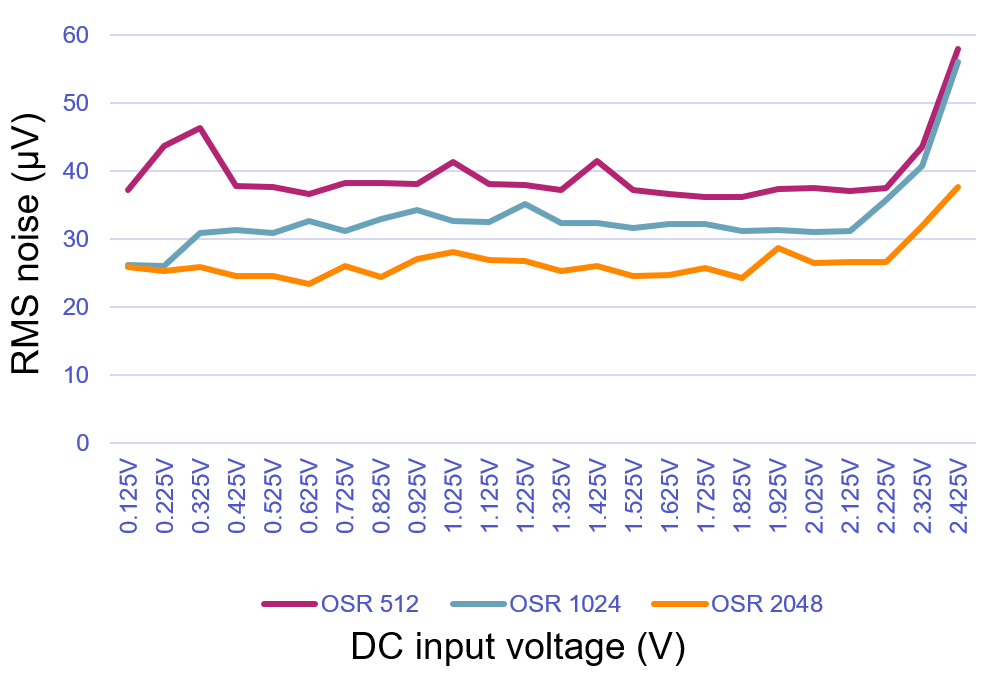 60
50
40
30
20
10
0
RMS noise (µV)
0.125V
0.225V
0.325V
0.425V
0.525V
0.625V
0.725V
0.825V
0.925V
1.025V
1.125V
1.225V
1.325V
1.425V
1.525V
1.625V
1.725V
1.825V
1.925V
2.025V
2.125V
2.225V
2.325V
2.425V
OSR 512 OSR 1024 OSR 2048
DC input voltage (V)